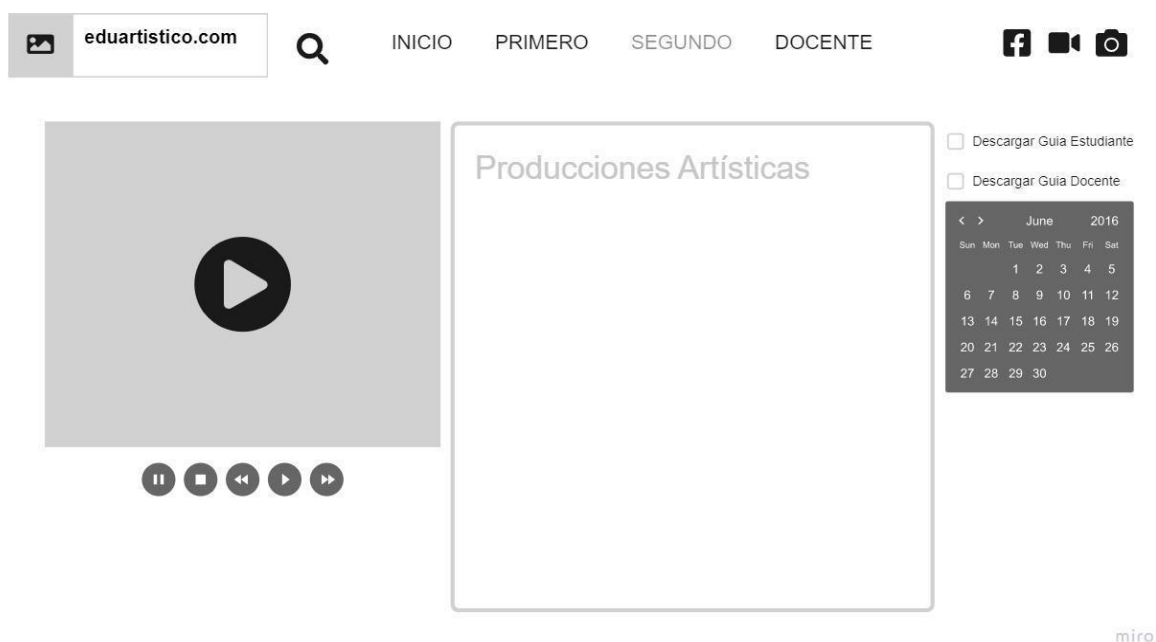 eduartistico.com
INICIO PRIMERO SEGUNDO DOCENTE
Producciones Artísticas
Descargar Guia Estudiante
Descargar Guia Docente
< > June 2016
Sun Mon Tue Wed Thu Fri Sat
1 2 3 4 5
6 7 8 9 10 11 12
13 14 15 16 17 18 19
20 21 22 23 24 25 26
27 28 29 30
miro